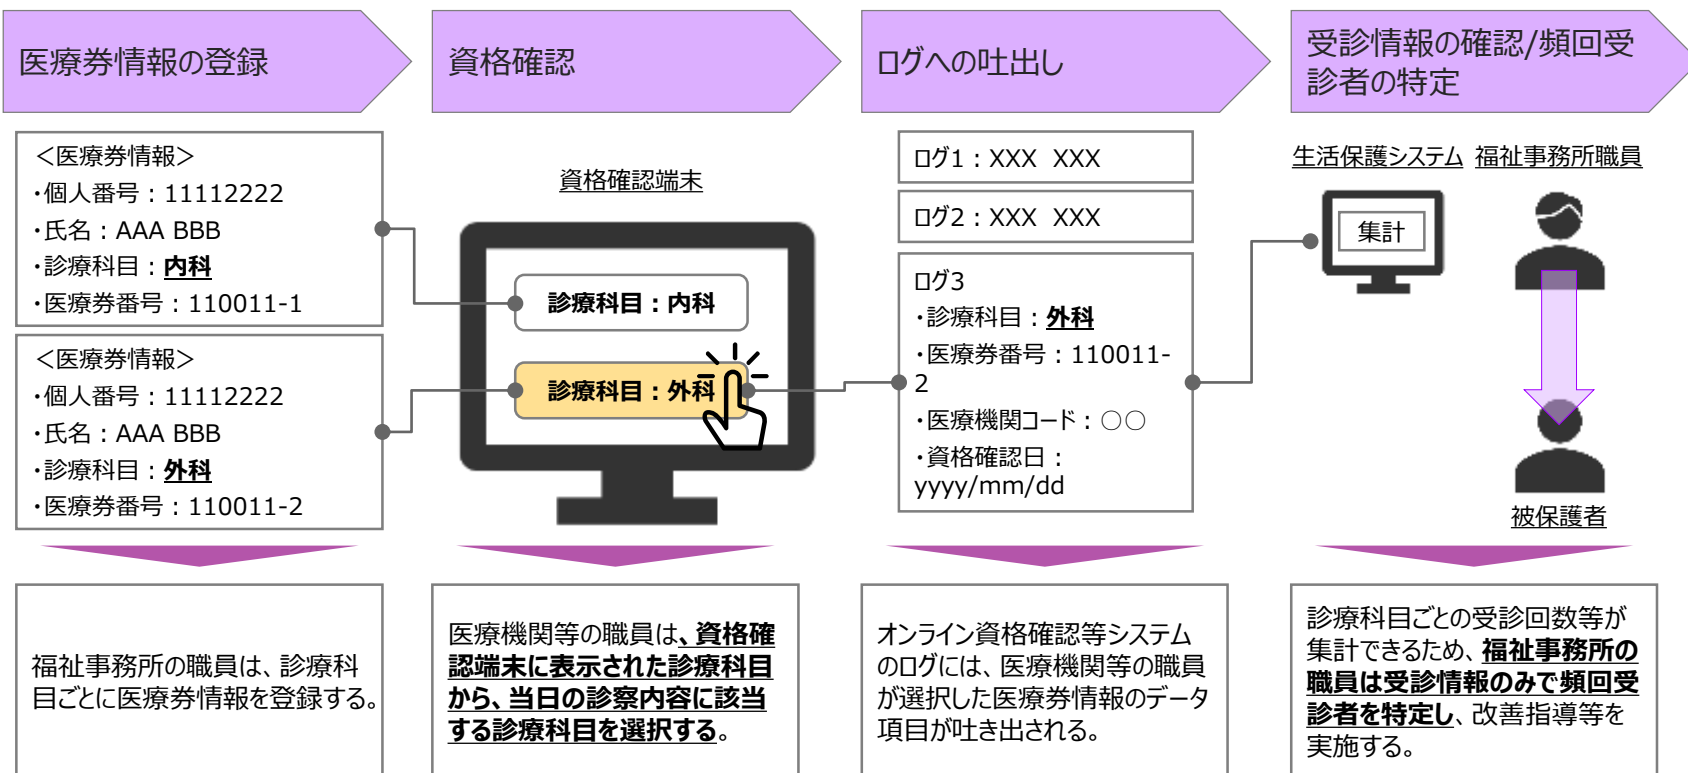 医療券情報の登録
資格確認
ログへの吐出し
受診情報の確認/頻回受
診者の特定
＜医療券情報＞
・個人番号：11112222
・氏名：AAA BBB
・診療科目：内科
・医療券番号：110011-1
＜医療券情報＞
・個人番号：11112222
・氏名：AAA BBB
・診療科目：外科
・医療券番号：110011-2
資格確認端末
診療科目：内科
診療科目：外科
ログ1：XXX XXX
ログ2：XXX XXX
ログ3
・診療科目：外科
・医療券番号：110011-
2
・医療機関コード：○○
・資格確認日：
yyyy/mm/dd
生活保護システム
福祉事務所職員
集計
被保護者
福祉事務所の職員は、診療科
目ごとに医療券情報を登録する。
医療機関等の職員は、資格確
認端末に表示された診療科目
から、当日の診察内容に該当
する診療科目を選択する。
オンライン資格確認等システム
のログには、医療機関等の職員
が選択した医療券情報のデータ
項目が吐き出される。
診療科目ごとの受診回数等が
集計できるため、福祉事務所の
職員は受診情報のみで頻回受
診者を特定し、改善指導等を
実施する。